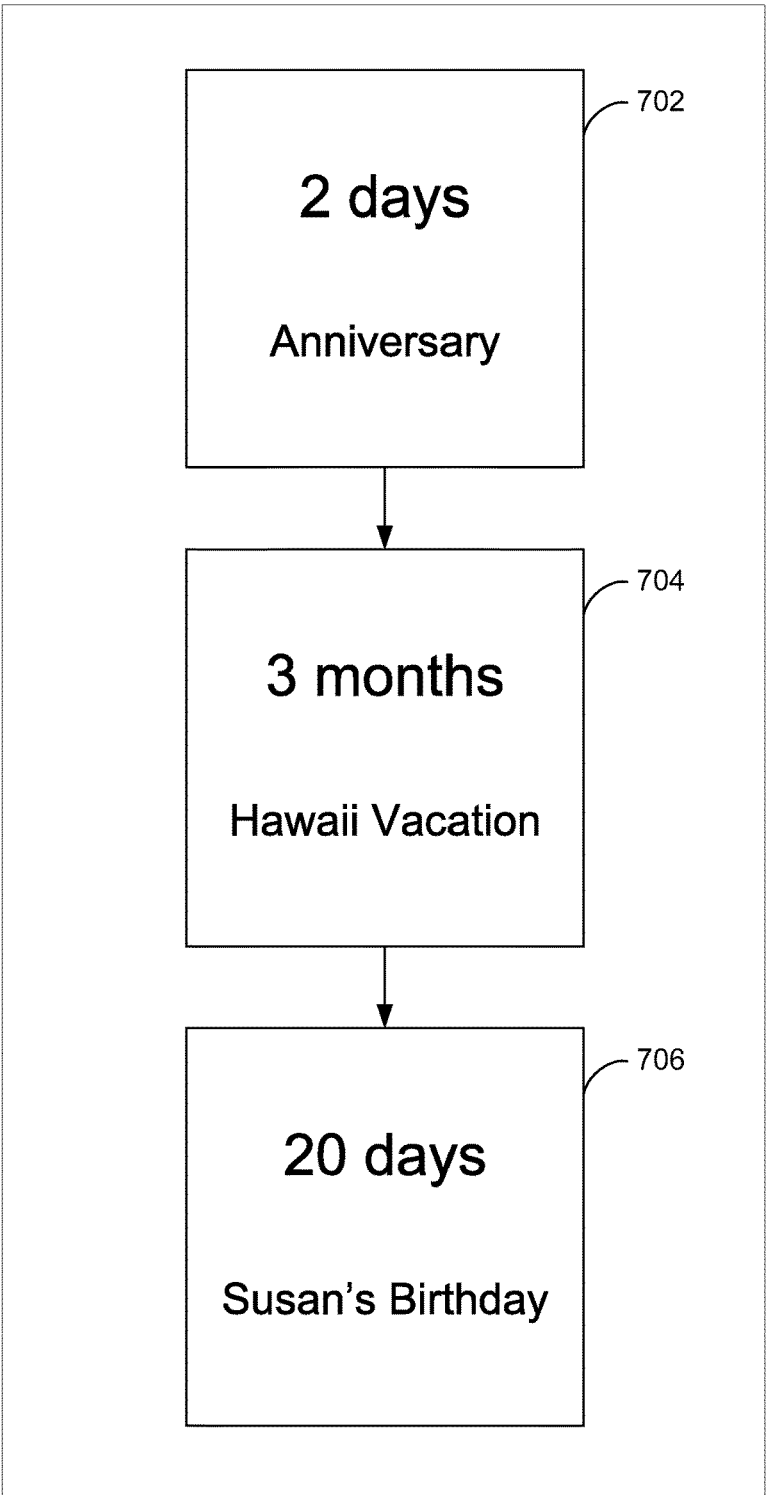 702
2 days
Anniversary
704
3 months
Hawaii Vacation
706
20 days
Susan’s Birthday